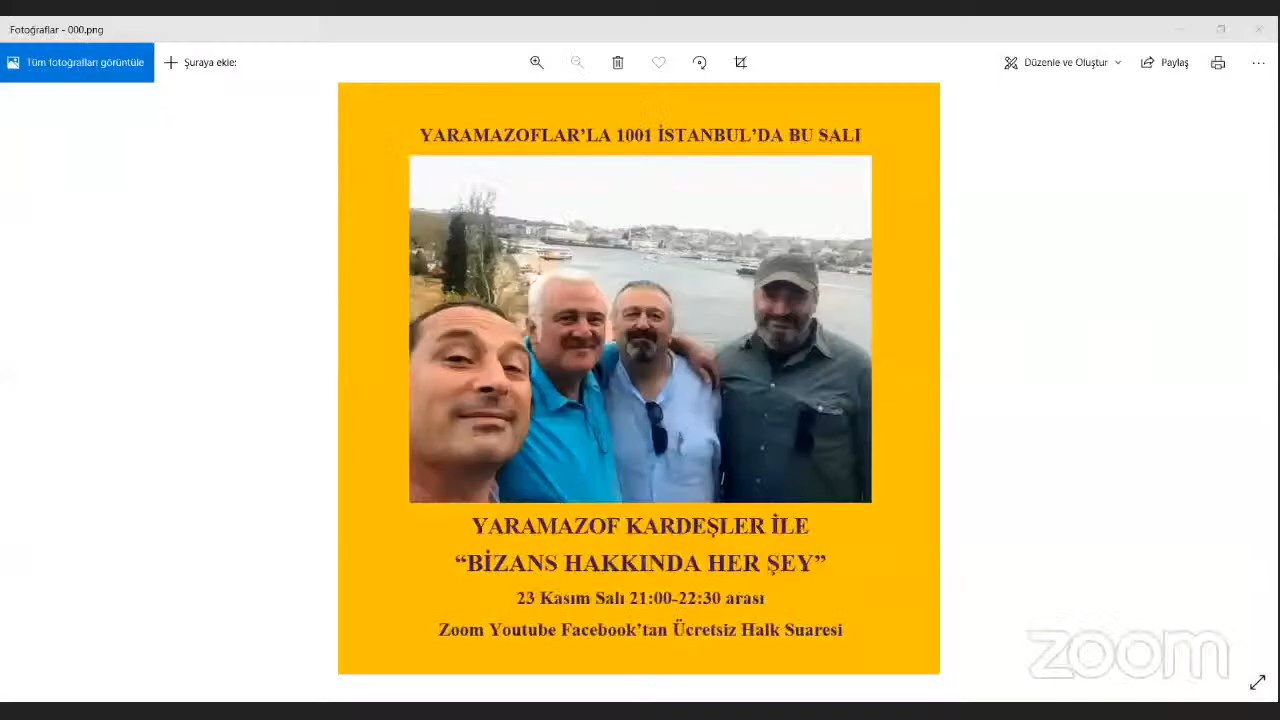 Fotoğraflar - 000.png
Tüm fotoğrafları görüntüle
Şuraya ekle:
Düzenle ve Oluştur
Paylaş
YARAMAZOFLAR’LA 1001 İSTANBUL’DA BU SALI
YARAMAZOF KARDEŞLER İLE
“BİZANS HAKKINDA HER ŞEY”
23 Kasım Salı 21:00-22:30 arası
Zoom Youtube Facebook’tan Ücretsiz Halk Suaresi
zoom